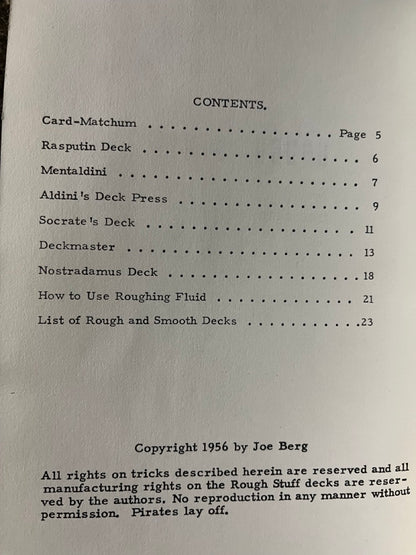 CONTENTS.
Card-Matchum . . . . . . . . . . . . . . . . . Page 5
Rasputin Deck . . . . . . . . . . . . . . . . . . . . 6
Mentaldini . . . . . . . . . . . . . . . . . . . . . . 7
Aldini's Deck Press . . . . . . . . . . . . . . . . . 9
Socrate's Deck . . . . . . . . . . . . . . . . . . . 11
Deckmaster . . . . . . . . . . . . . . . . . . . . . 13
Nostradamus Deck . . . . . . . . . . . . . . . . . 18
How to Use Roughing Fluid . . . . . . . . . . . . . 21
List of Rough and Smooth Decks . . . . . . . . . . . 23
Copyright 1956 by Joe Berg
All rights on tricks described herein are reserved and all
manufacturing rights on the Rough Stuff decks are reser-
ved by the authors. No reproduction in any manner without
permission. Pirates lay off.